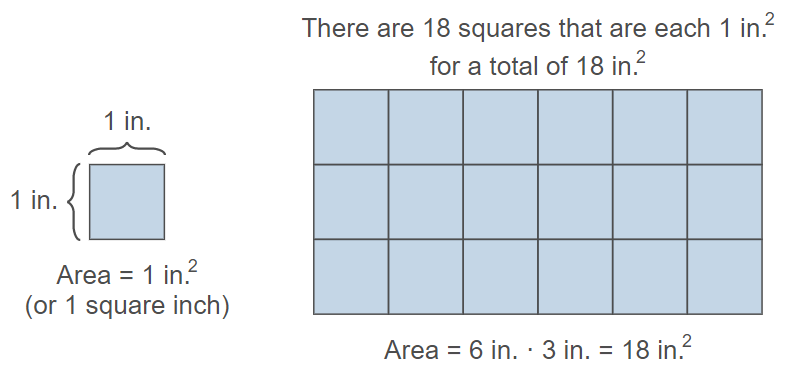 1 in.
1 in.
Area = 1 in.²
(or 1 square inch)
There are 18 squares that are each 1 in.²
for a total of 18 in.²
Area = 6 in. · 3 in. = 18 in.²